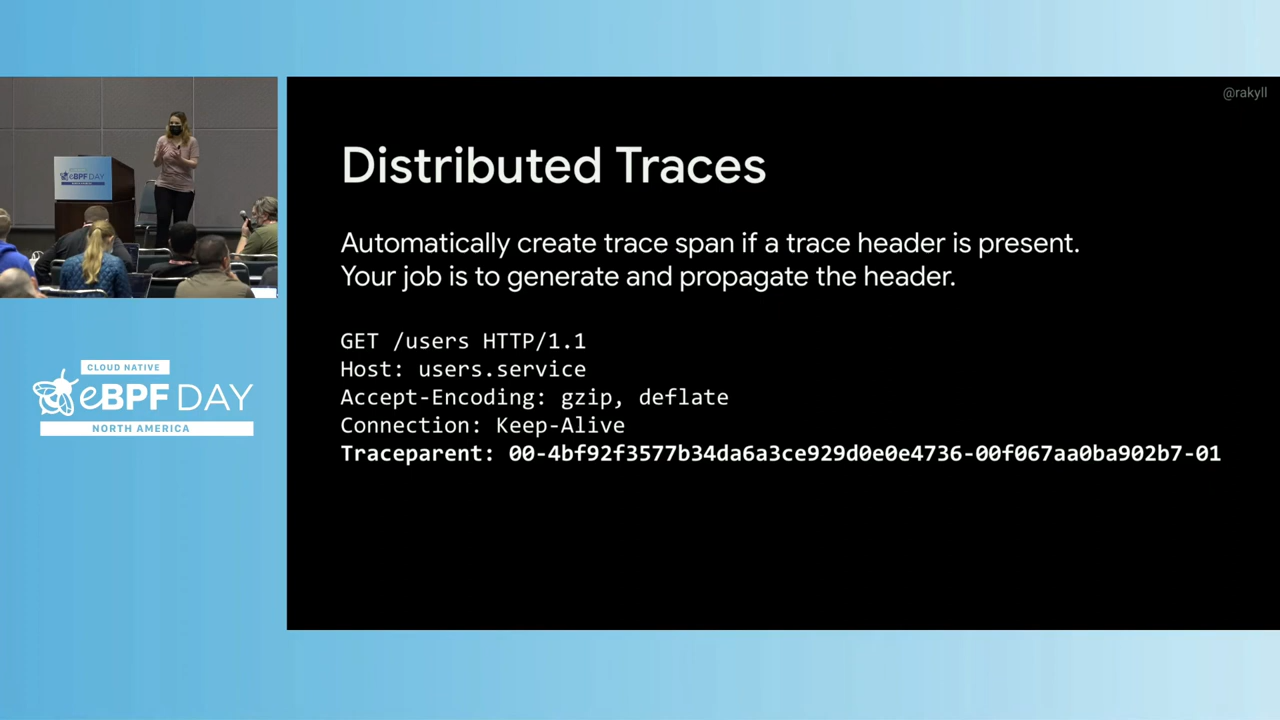 @rakyll
Distributed Traces
Automatically create trace span if a trace header is present.
Your job is to generate and propagate the header.
GET /users HTTP/1.1
Host: users.service
Accept-Encoding: gzip, deflate
Connection: Keep-Alive
Traceparent: 00-4bf92f3577b34da6a3ce929d0e0e4736-00f067aa0ba902b7-01
eBPF DAY
CLOUD NATIVE
eBPF DAY
NORTH AMERICA